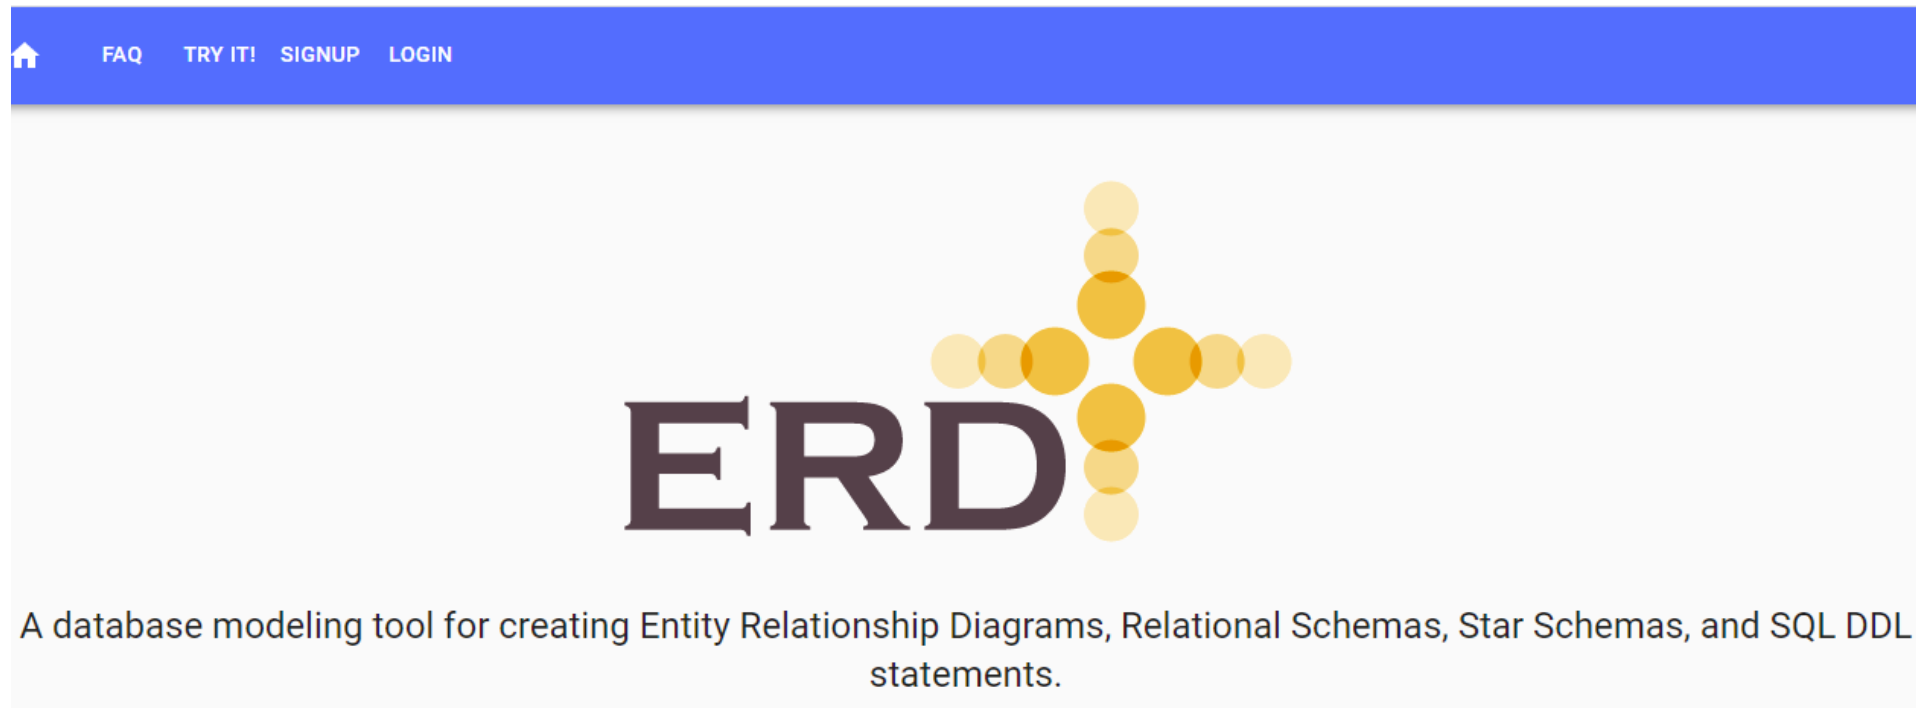 FAQ TRY IT! SIGNUP LOGIN
ERD
A database modeling tool for creating Entity Relationship Diagrams, Relational Schemas, Star Schemas, and SQL DDL
statements.